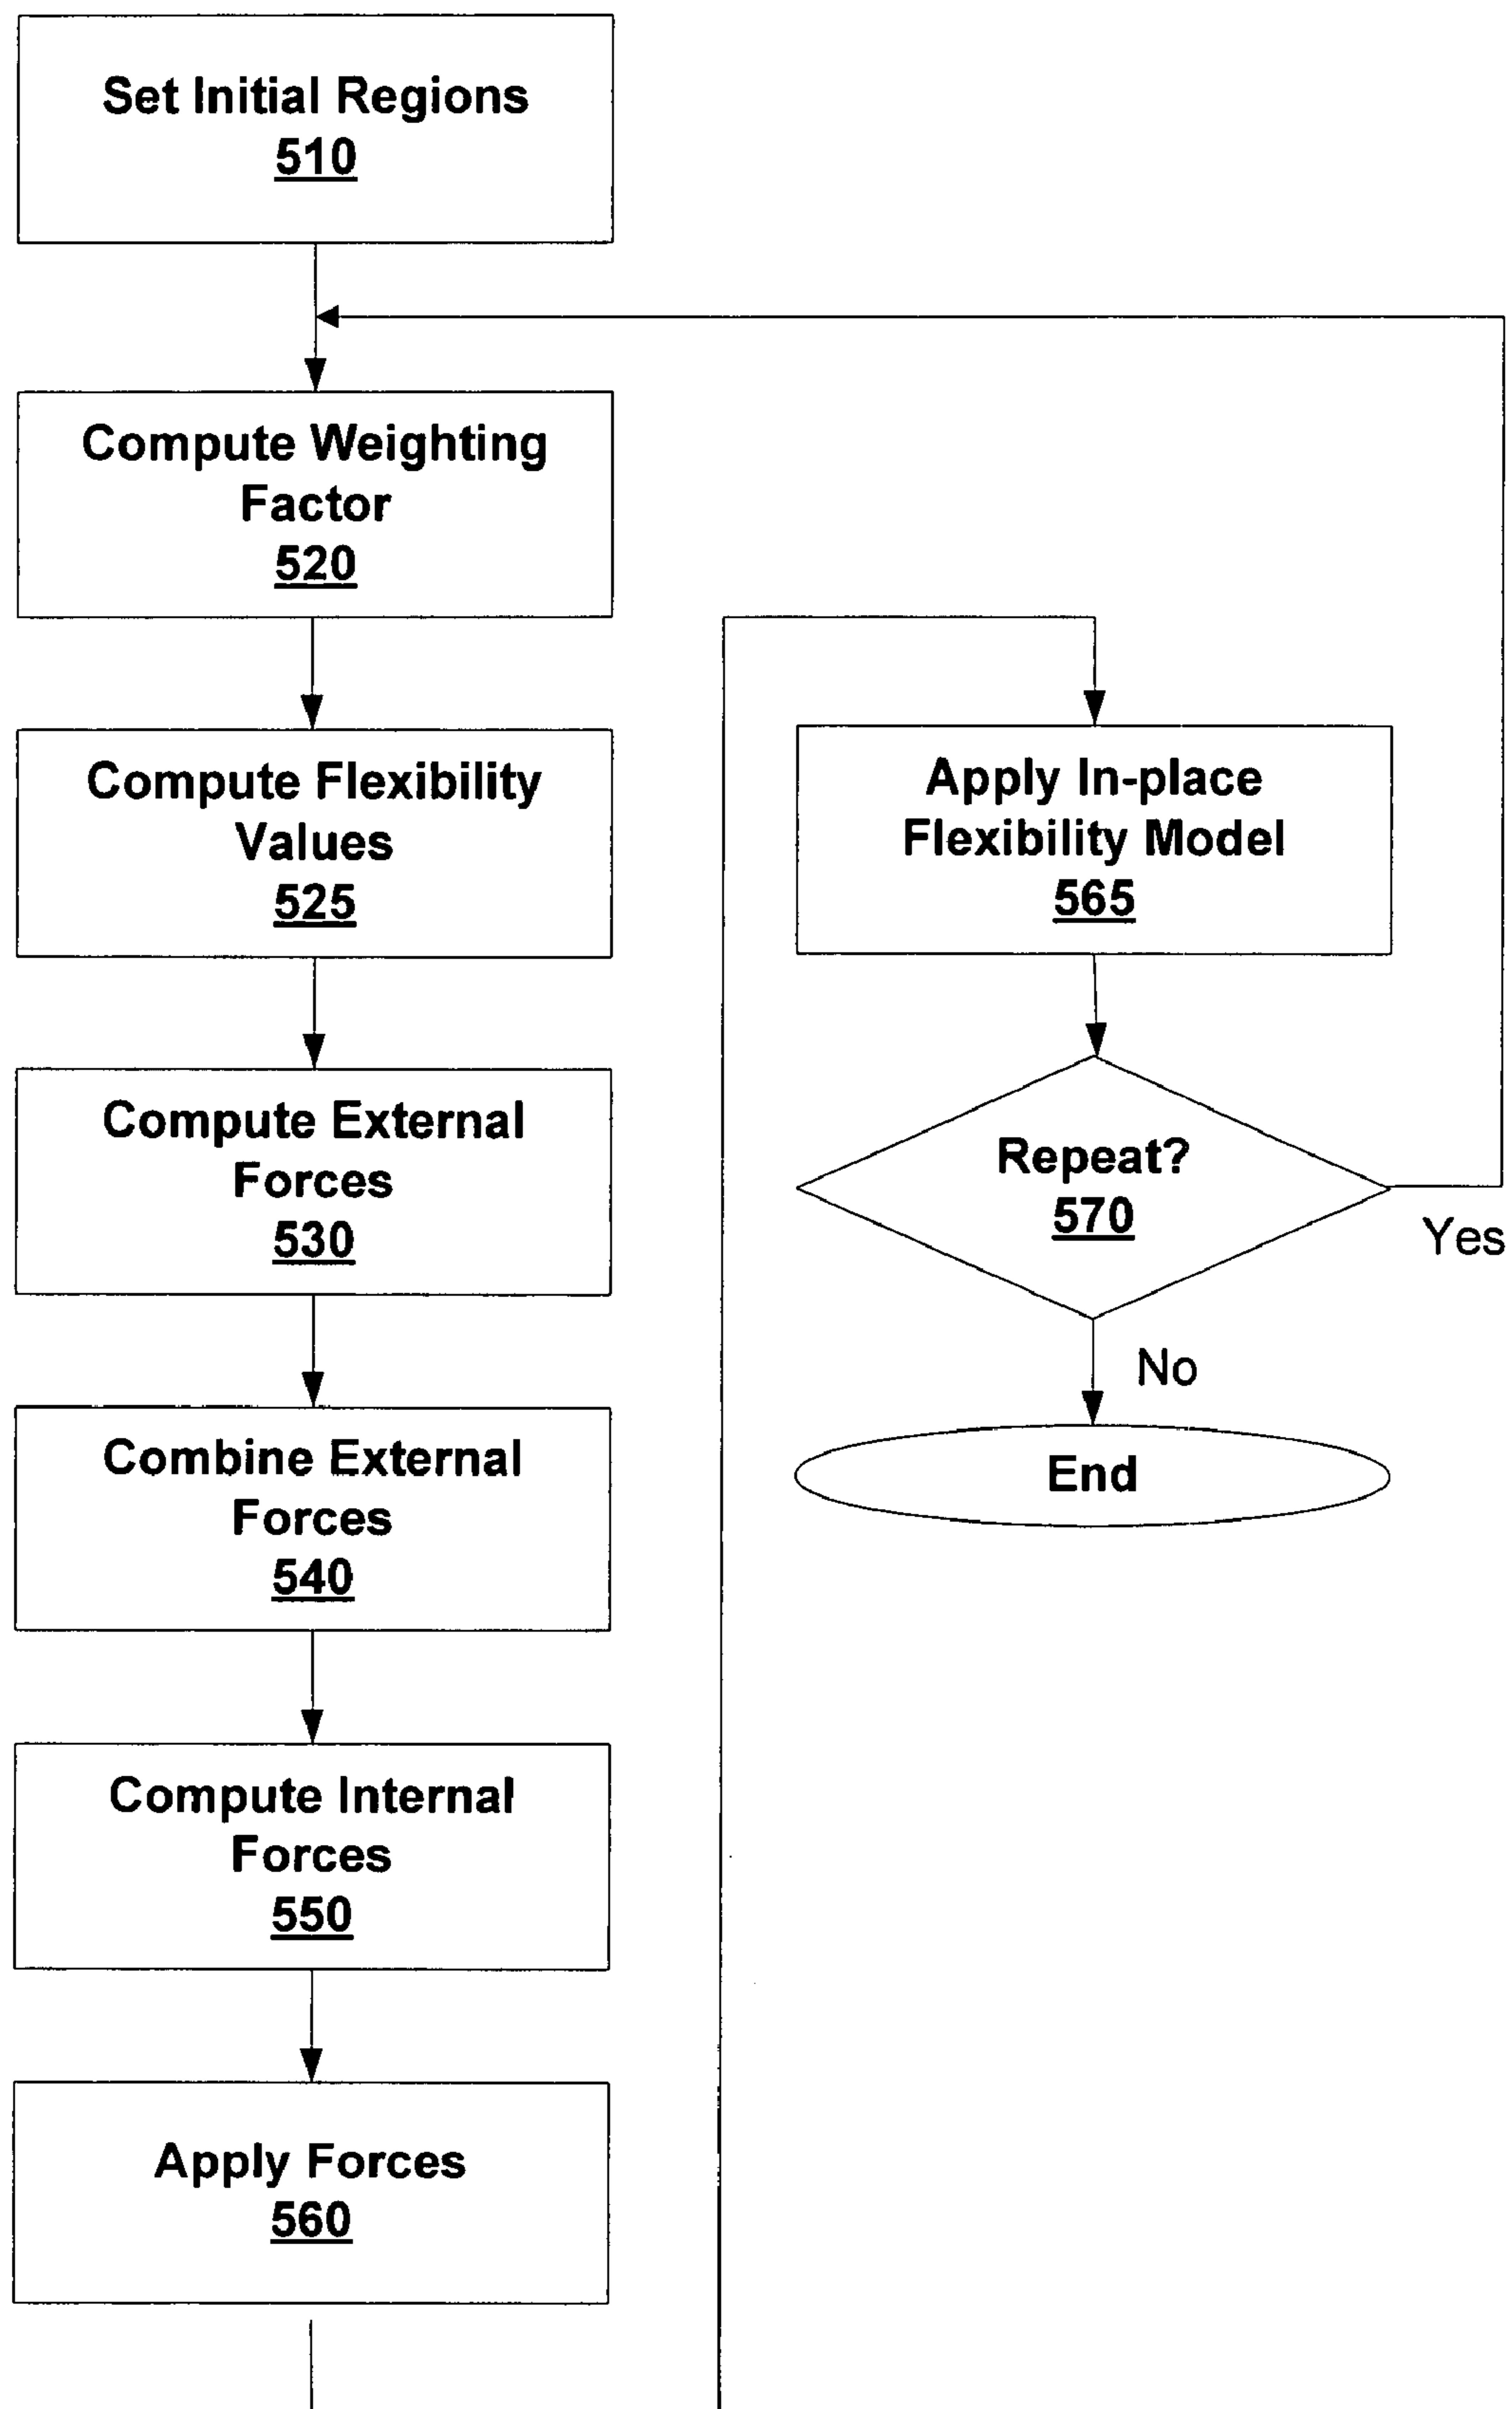 Set Initial Regions
510
Compute Weighting
Factor
520
Compute Flexibility
Values
525
Compute External
Forces
530
Combine External
Forces
540
Compute Internal
Forces
550
Apply Forces
560
Apply In-place
Flexibility Model
565
Repeat?
570
Yes
No
End